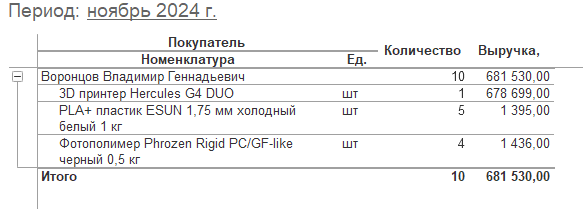 Период: ноябрь 2024 г.
Покупатель Количество Выручка,
Номенклатура Ед.
Воронцов Владимир Геннадьевич 10 681 530,00
3D принтер Hercules G4 DUO шт 1 678 699,00
PLA+ пластик ESUN 1,75 мм холодный шт 5 1 395,00
белый 1 кг
Фотополимер Phrozen Rigid PC/GF-like шт 4 1 436,00
черный 0,5 кг
Итого 10 681 530,00